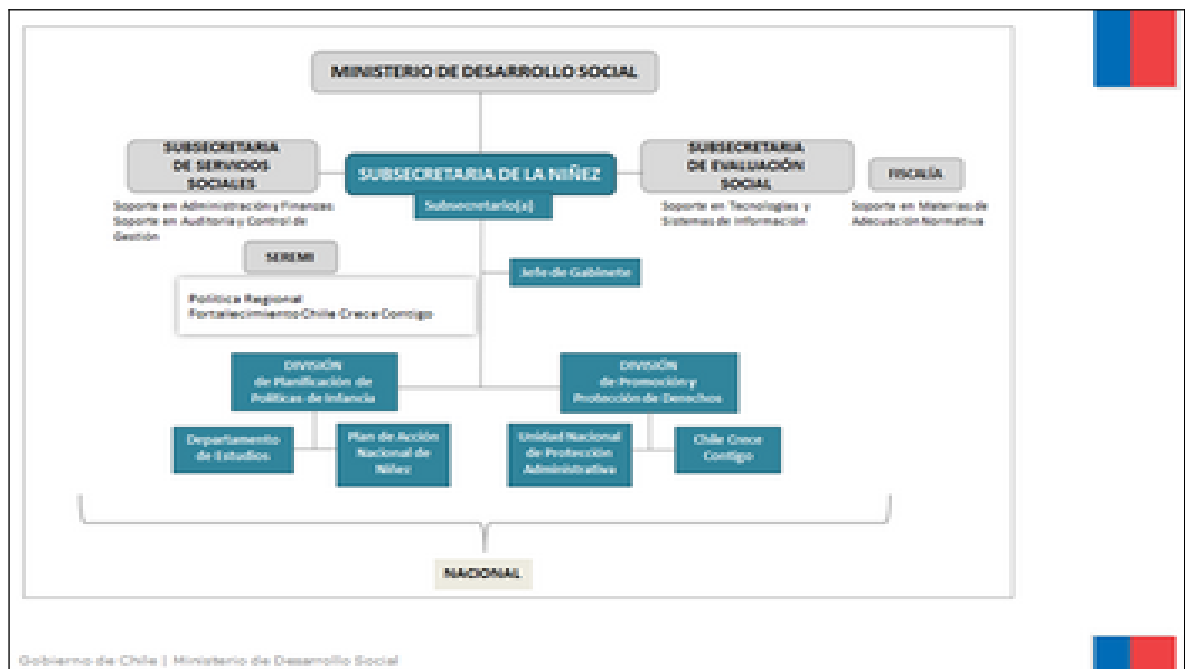 MINISTERIO DE DESARROLLO SOCIAL
SUBSECRETARIA
DE SERVICIOS
SOCIALES
SUBSECRETARIA DE LA NIÑEZ
Subsecretario(a)
SUBSECRETARIA
DE EVALUACIÓN
SOCIAL
FISCALÍA
Soporte en Administración y Finanzas
Soporte en Auditoria y Control de
Gestión
Soporte en Tecnologías y
Sistemas de Información
Soporte en Materias de
Adecuación Normativa
SEREMI
Jefe de Gabinete
Política Regional
Fortalecimiento Chile Crece Contigo
DIVISIÓN
de Planificación de
Políticas de Infancia
DIVISIÓN
de Promoción y
Protección de Derechos
Departamento
de Estudios
Plan de Acción
Nacional de
Niñez
Unidad Nacional
de Protección
Administrativa
Chile Crece
Contigo
NACIONAL
Gobierno de Chile | Ministerio de Desarrollo Social